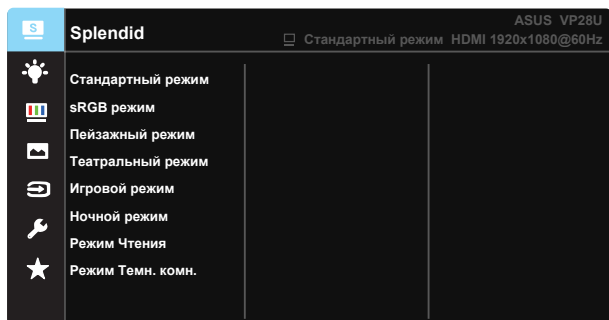 S
Splendid
ASUS VP28U
Стандартный режим HDMI 1920x1080@60Hz
Стандартный режим
sRGB режим
Пейзажный режим
Театральный режим
Игровой режим
Ночной режим
Режим Чтения
Режим Темн. комн.